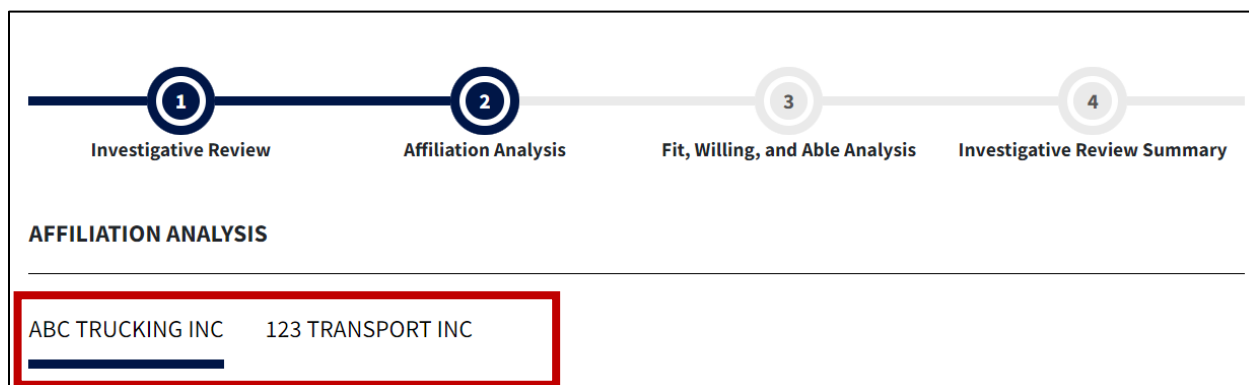 1 2 3 4
Investigative Review Affiliation Analysis Fit, Willing, and Able Analysis Investigative Review Summary
AFFILIATION ANALYSIS
ABC TRUCKING INC 123 TRANSPORT INC